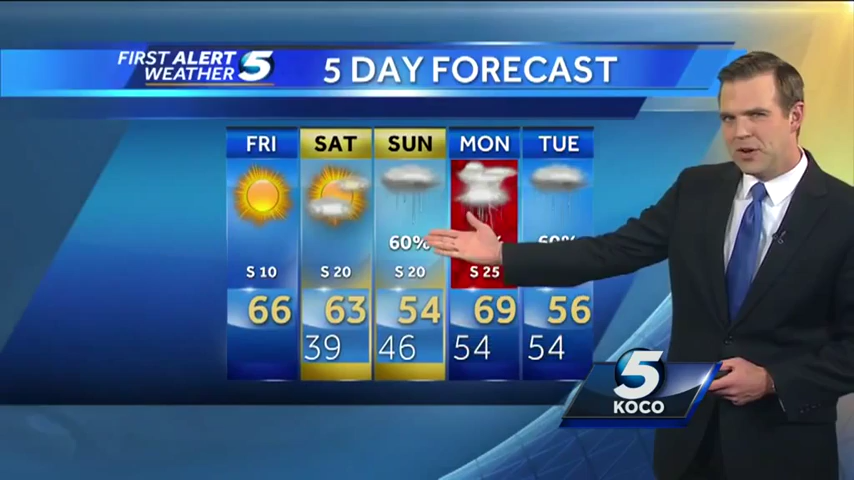 FIRST ALERT
WEATHER 5
5 DAY FORECAST
FRI SAT SUN MON TUE
60% % 60%
S 10 S 20 S 20 S 25
66 63 54 69 56
39 46 54 54
5
KOCO